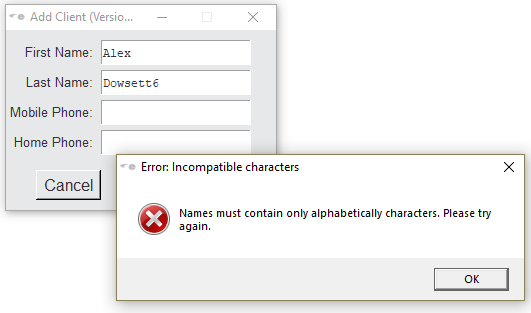 Add Client (Versio...
First Name: Alex
Last Name: Dowsett6
Mobile Phone:
Home Phone:
Cancel
Error: Incompatible characters
Names must contain only alphabetically characters. Please try
again.
OK